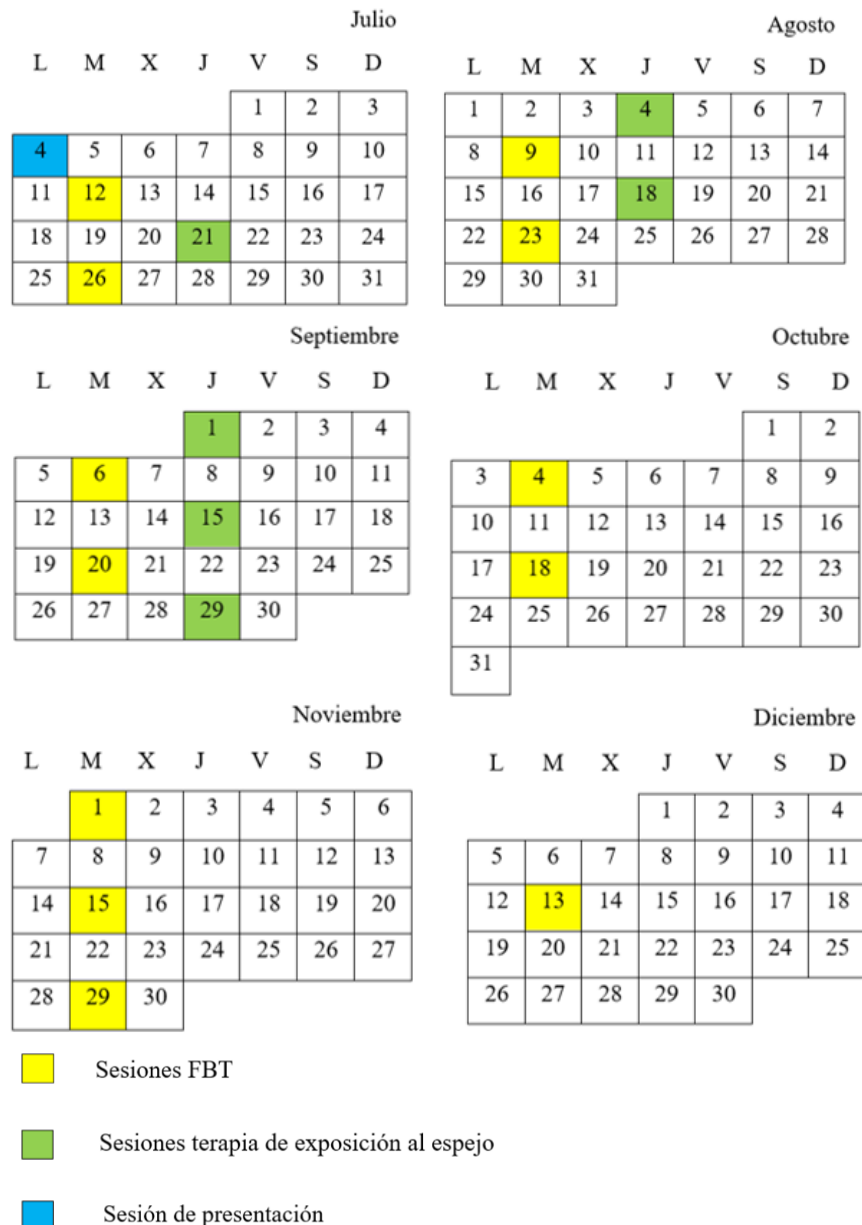 Julio
L M X J V S D
1 2 3
4 5 6 7 8 9 10
11 12 13 14 15 16 17
18 19 20 21 22 23 24
25 26 27 28 29 30 31
Agosto
L M X J V S D
1 2 3 4 5 6 7
8 9 10 11 12 13 14
15 16 17 18 19 20 21
22 23 24 25 26 27 28
29 30 31
Septiembre
L M X J V S D
1 2 3 4
5 6 7 8 9 10 11
12 13 14 15 16 17 18
19 20 21 22 23 24 25
26 27 28 29 30
Octubre
L M X J V S D
1 2
3 4 5 6 7 8 9
10 11 12 13 14 15 16
17 18 19 20 21 22 23
24 25 26 27 28 29 30
31
Noviembre
L M X J V S D
1 2 3 4 5 6
7 8 9 10 11 12 13
14 15 16 17 18 19 20
21 22 23 24 25 26 27
28 29 30
Diciembre
L M X J V S D
1 2 3 4
5 6 7 8 9 10 11
12 13 14 15 16 17 18
19 20 21 22 23 24 25
26 27 28 29 30
Sesiones FBT
Sesiones terapia de exposición al espejo
Sesión de presentación